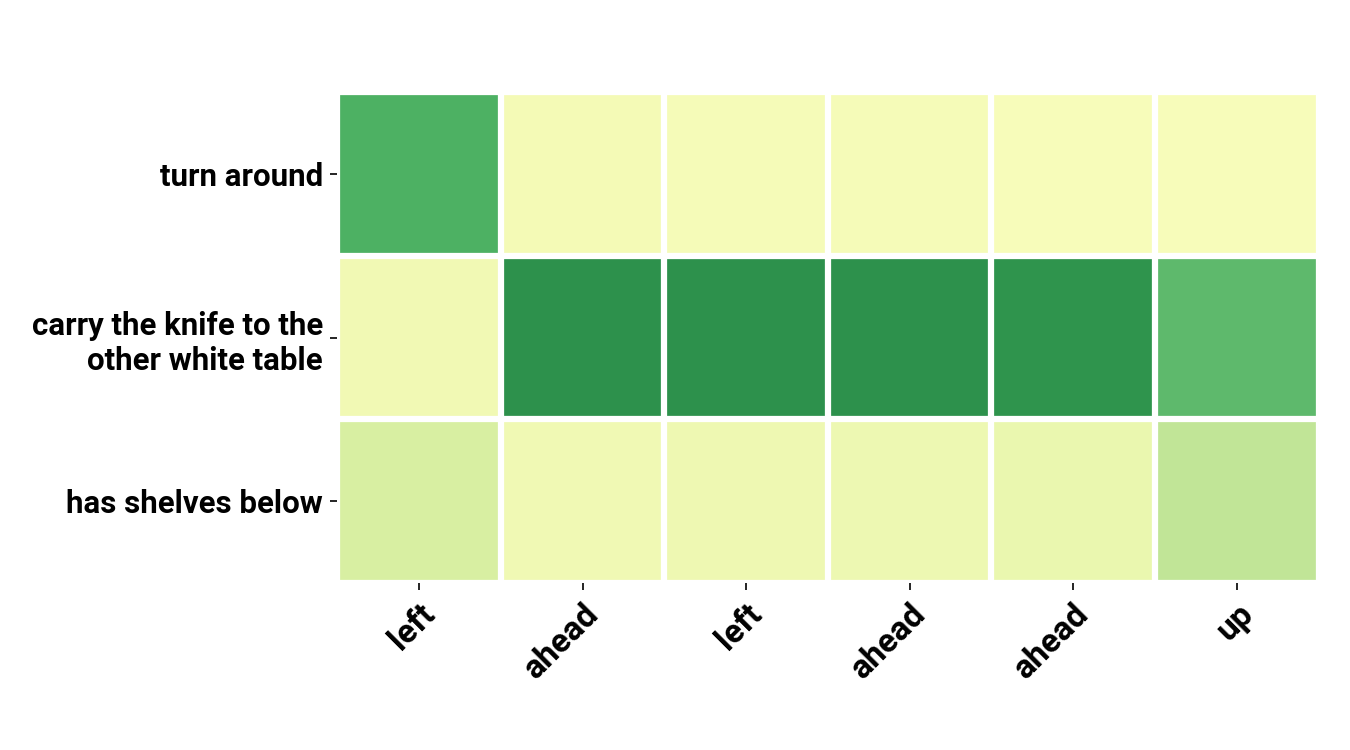 turn around
carry the knife to the
other white table
has shelves below
left
ahead
left
ahead
ahead
up